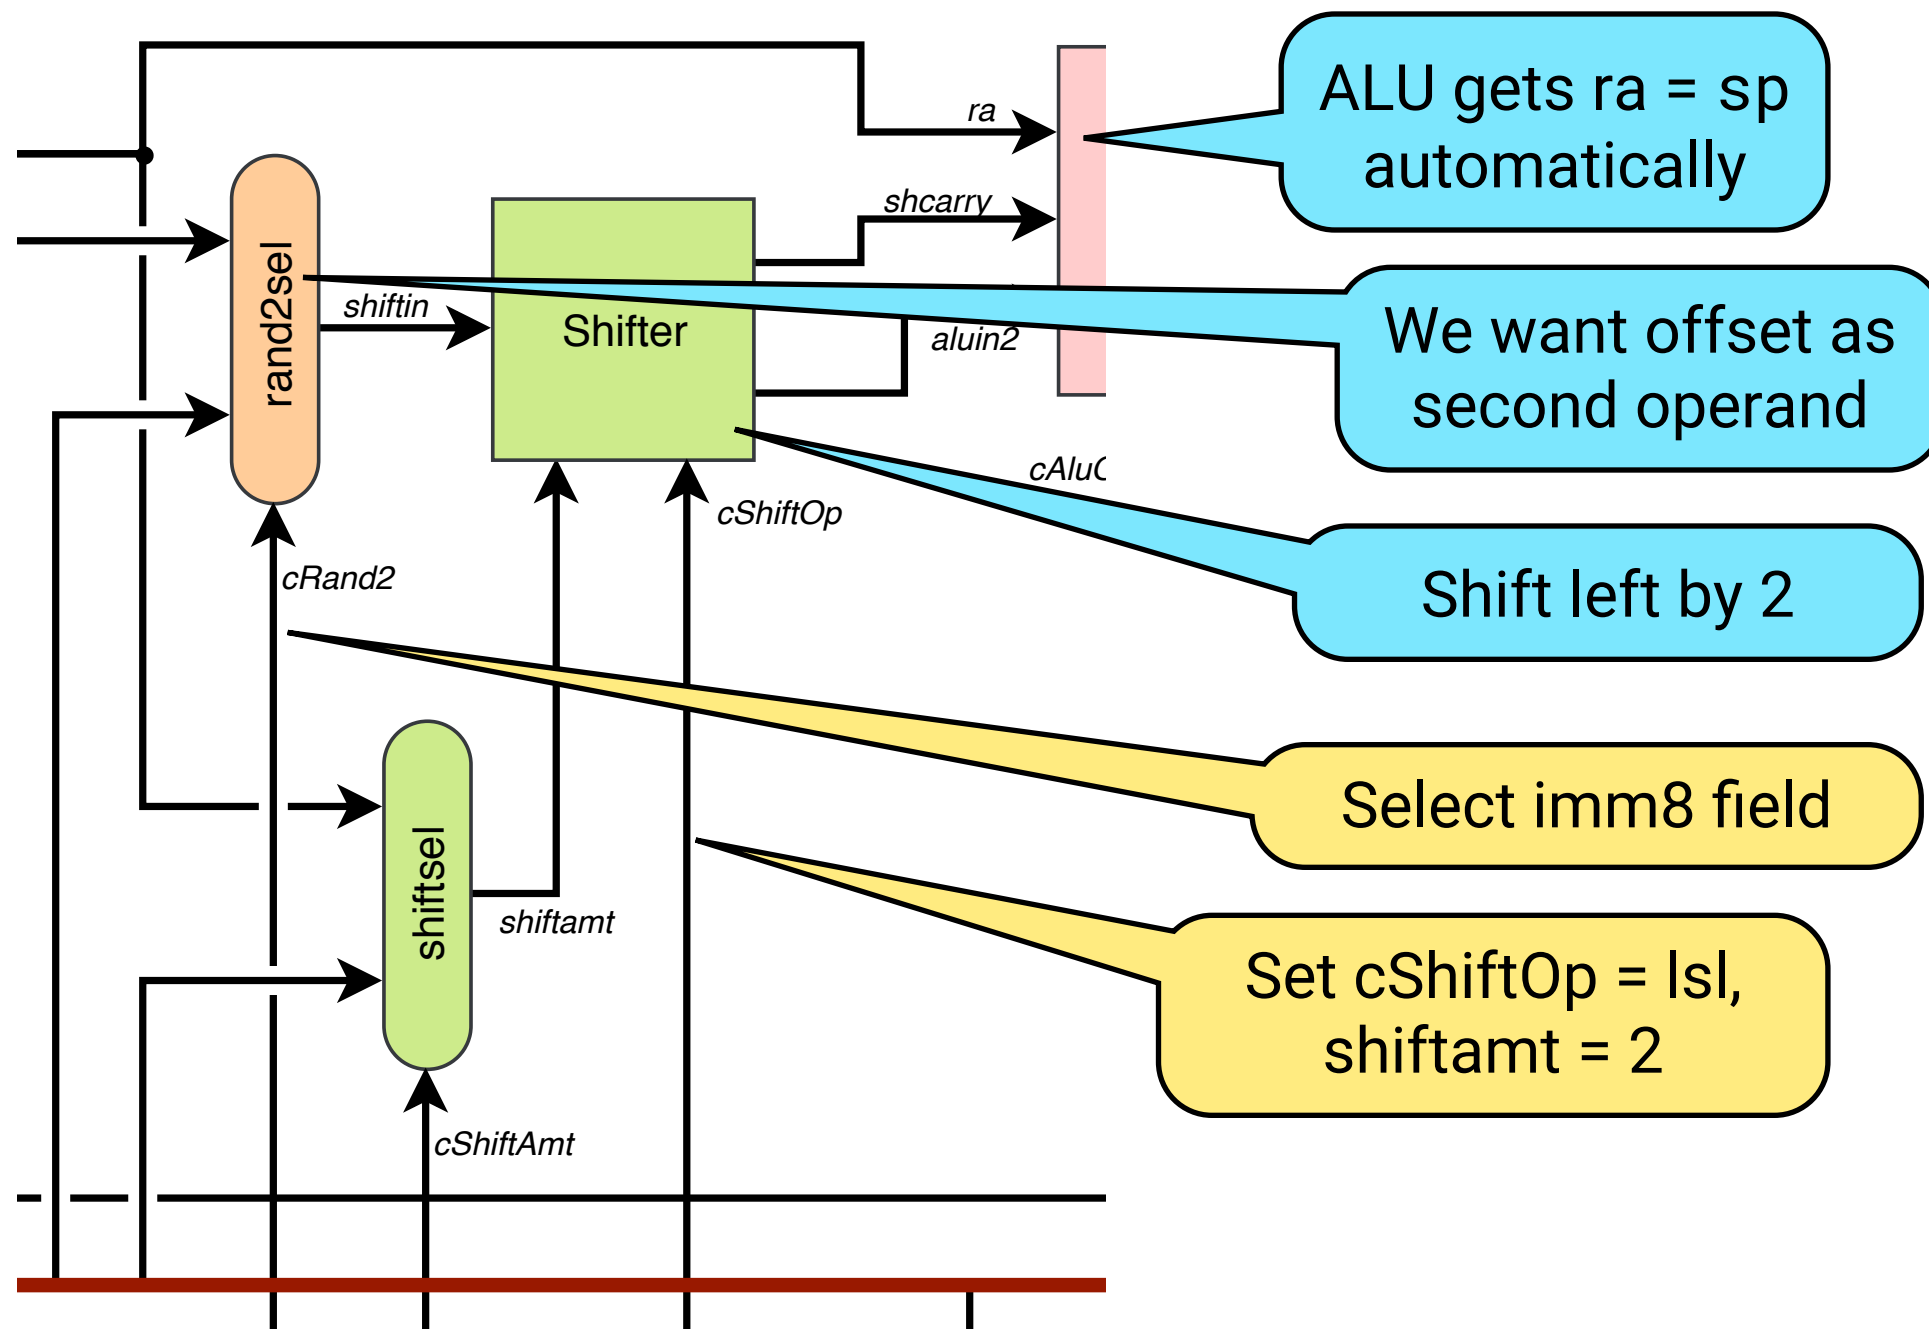 ALU gets ra = sp
automatically
ra
shcarry
rand2sel
shiftin
Shifter
aluin2
We want offset as
second operand
cAluO
cShiftOp
cRand2
Shift left by 2
Select imm8 field
shiftsel
shiftamt
Set cShiftOp = lsl,
shiftamt = 2
cShiftAmt